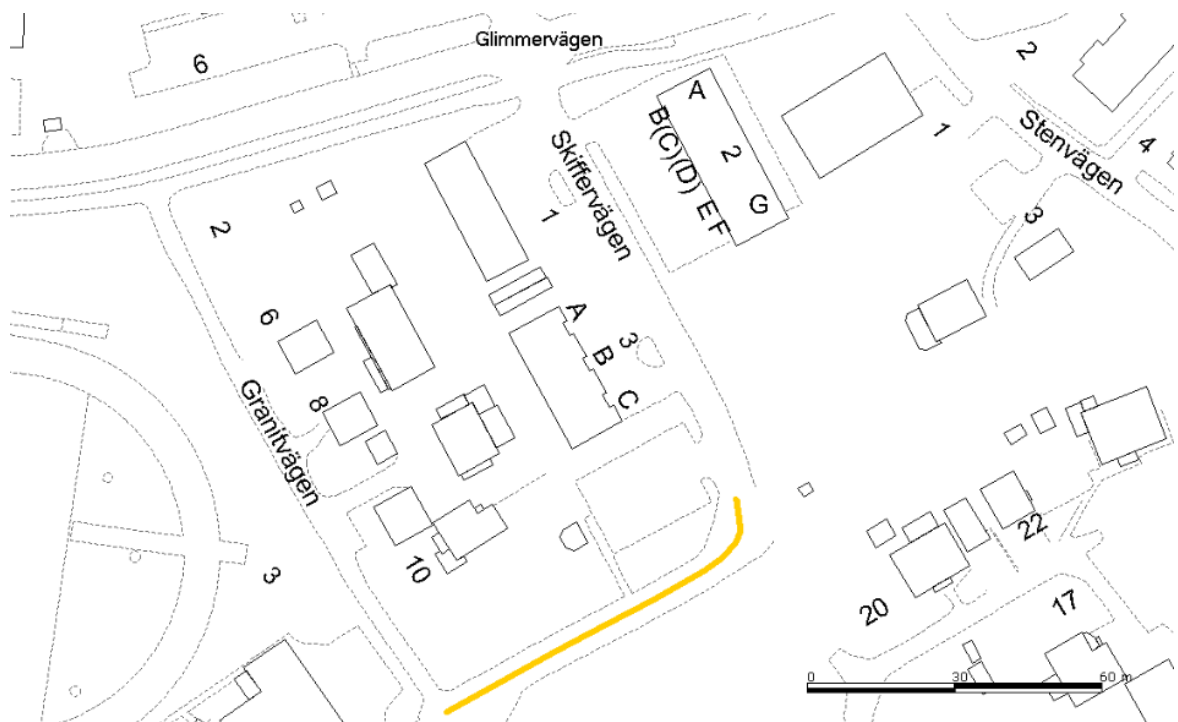 Glimmervägen
6
2
A
B(C)(D)
2
E F
G
1
Stenvägen
4
Skiffervägen
1
2
3
6
A
3
B
8
C
Granitvägen
22
10
3
20
17
0
30
60 m